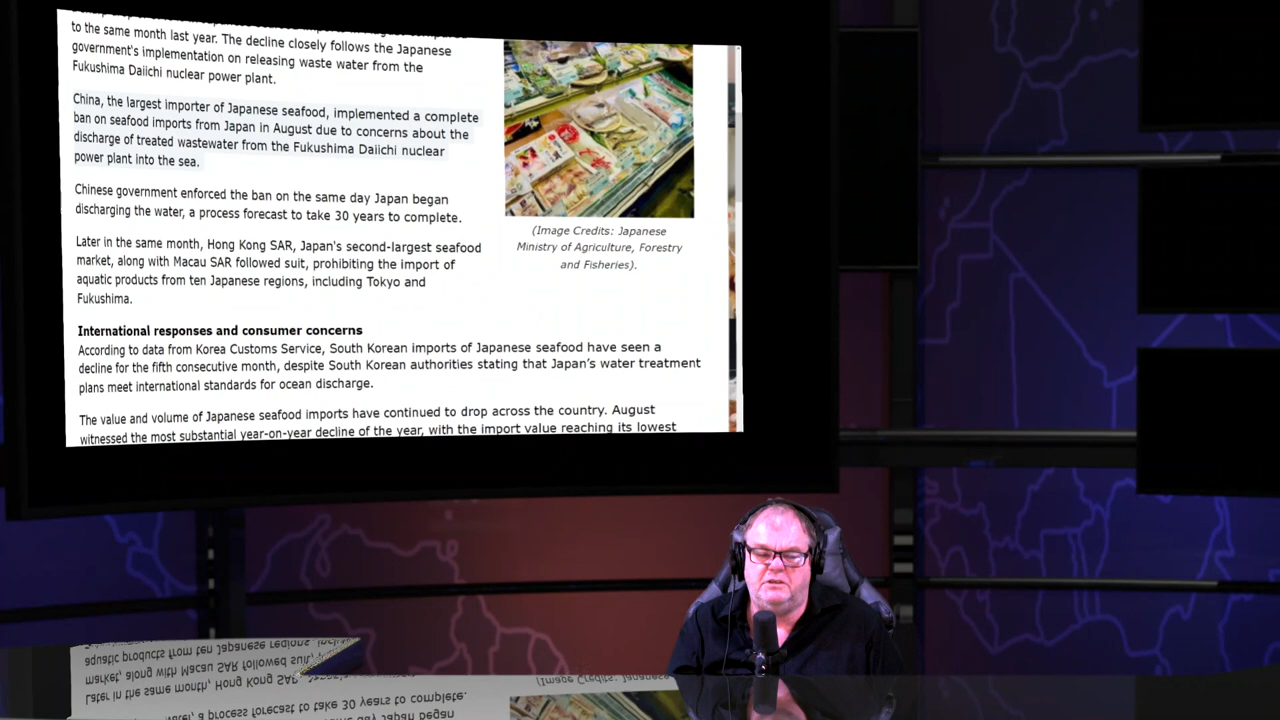 to the same month last year. The decline closely follows the Japanese
government's implementation on releasing waste water from the
Fukushima Daiichi nuclear power plant.
China, the largest importer of Japanese seafood, implemented a complete
ban on seafood imports from Japan in August due to concerns about the
discharge of treated wastewater from the Fukushima Daiichi nuclear
power plant into the sea.
Chinese government enforced the ban on the same day Japan began
discharging the water, a process forecast to take 30 years to complete.
Later in the same month, Hong Kong SAR, Japan's second-largest seafood
market, along with Macau SAR followed suit, prohibiting the import of
aquatic products from ten Japanese regions, including Tokyo and
Fukushima.
(Image Credits: Japanese
Ministry of Agriculture, Forestry
and Fisheries).
International responses and consumer concerns
According to data from Korea Customs Service, South Korean imports of Japanese seafood have seen a
decline for the fifth consecutive month, despite South Korean authorities stating that Japan's water treatment
plans meet international standards for ocean discharge.
The value and volume of Japanese seafood imports have continued to drop across the country. August
witnessed the most substantial year-on-year decline of the year, with the import value reaching its lowest